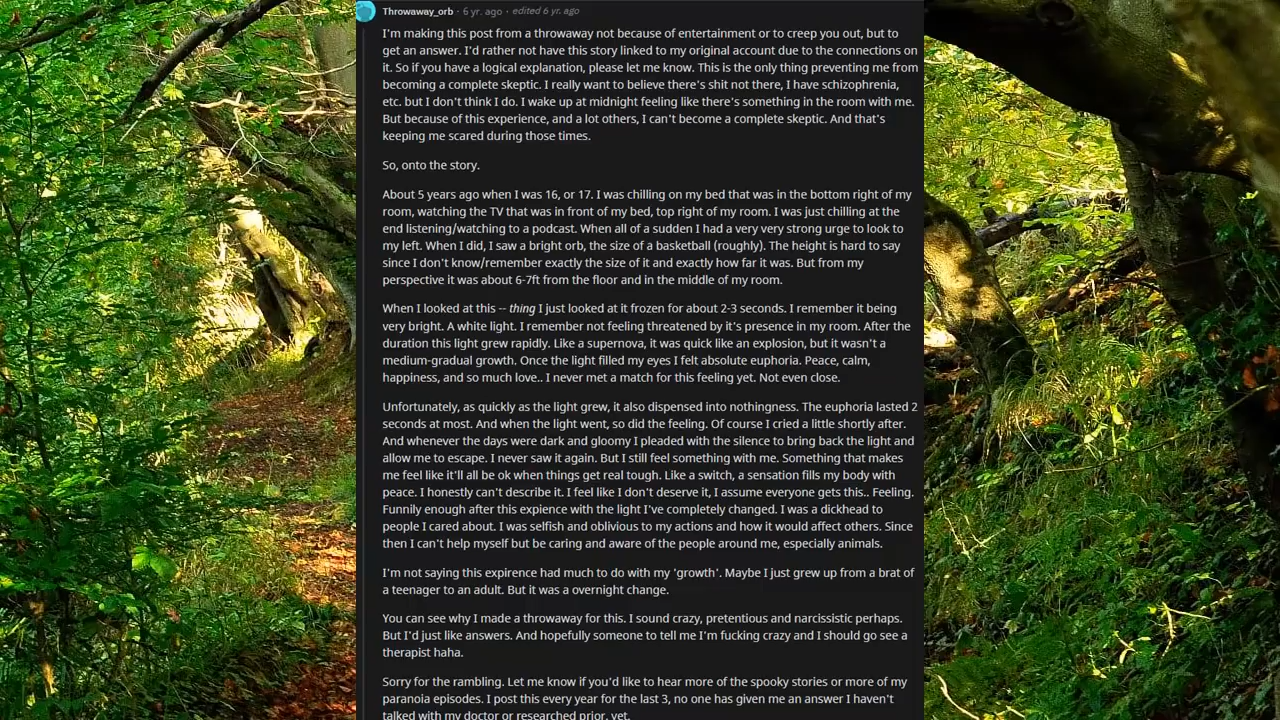 Throwaway_orb · 6 yr. ago · edited 6 yr. ago
I'm making this post from a throwaway not because of entertainment or to creep you out, but to
get an answer. I'd rather not have this story linked to my original account due to the connections on
it. So if you have a logical explanation, please let me know. This is the only thing preventing me from
becoming a complete skeptic. I really want to believe there's shit not there, I have schizophrenia,
etc. but I don't think I do. I wake up at midnight feeling like there's something in the room with me.
But because of this experience, and a lot others, I can't become a complete skeptic. And that's
keeping me scared during those times.
So, onto the story.
About 5 years ago when I was 16, or 17. I was chilling on my bed that was in the bottom right of my
room, watching the TV that was in front of my bed, top right of my room. I was just chilling at the
end listening/watching to a podcast. When all of a sudden I had a very very strong urge to look to
my left. When I did, I saw a bright orb, the size of a basketball (roughly). The height is hard to say
since I don't know/remember exactly the size of it and exactly how far it was. But from my
perspective it was about 6-7ft from the floor and in the middle of my room.
When I looked at this -- thing I just looked at it frozen for about 2-3 seconds. I remember it being
very bright. A white light. I remember not feeling threatened by it's presence in my room. After the
duration this light grew rapidly. Like a supernova, it was quick like an explosion, but it wasn't a
medium-gradual growth. Once the light filled my eyes I felt absolute euphoria. Peace, calm,
happiness, and so much love.. I never met a match for this feeling yet. Not even close.
Unfortunately, as quickly as the light grew, it also dispensed into nothingness. The euphoria lasted 2
seconds at most. And when the light went, so did the feeling. Of course I cried a little shortly after.
And whenever the days were dark and gloomy I pleaded with the silence to bring back the light and
allow me to escape. I never saw it again. But I still feel something with me. Something that makes
me feel like it'll all be ok when things get real tough. Like a switch, a sensation fills my body with
peace. I honestly can't describe it. I feel like I don't deserve it, I assume everyone gets this.. Feeling.
Funnily enough after this expience with the light I've completely changed. I was a dickhead to
people I cared about. I was selfish and oblivious to my actions and how it would affect others. Since
then I can't help myself but be caring and aware of the people around me, especially animals.
I'm not saying this expirence had much to do with my 'growth'. Maybe I just grew up from a brat of
a teenager to an adult. But it was a overnight change.
You can see why I made a throwaway for this. I sound crazy, pretentious and narcissistic perhaps.
But I'd just like answers. And hopefully someone to tell me I'm fucking crazy and I should go see a
therapist haha.
Sorry for the rambling. Let me know if you'd like to hear more of the spooky stories or more of my
paranoia episodes. I post this every year for the last 3, no one has given me an answer I haven't
talked with my doctor or researched prior, yet.